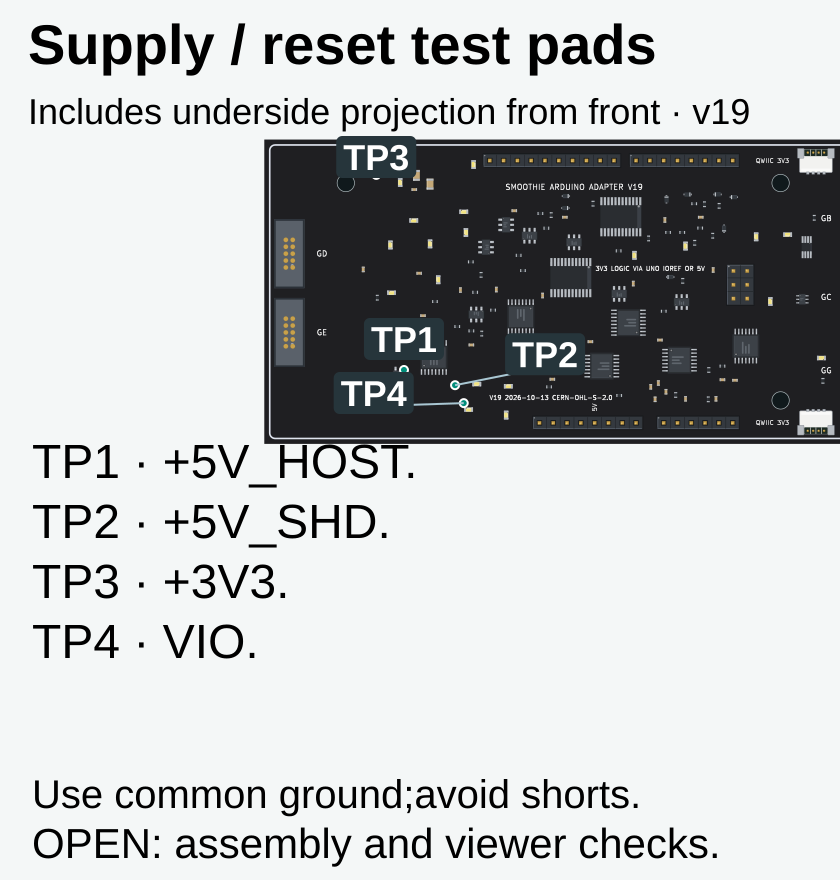 Supply / reset test pads
Includes underside projection from front · v19
TP3
QWIIC 3V3
SMOOTHIE ARDUINO ADAPTER V19
GB
GD
3V3 LOGIC VIA UNO IOREF OR 5V
GC
GE
TP1
TP2
GG
TP4
V19 2026-10-13 CERN-OHL-S-2.0
5V
QWIIC 3V3
TP1 · +5V_HOST.
TP2 · +5V_SHD.
TP3 · +3V3.
TP4 · VIO.
Use common ground;avoid shorts.
OPEN: assembly and viewer checks.